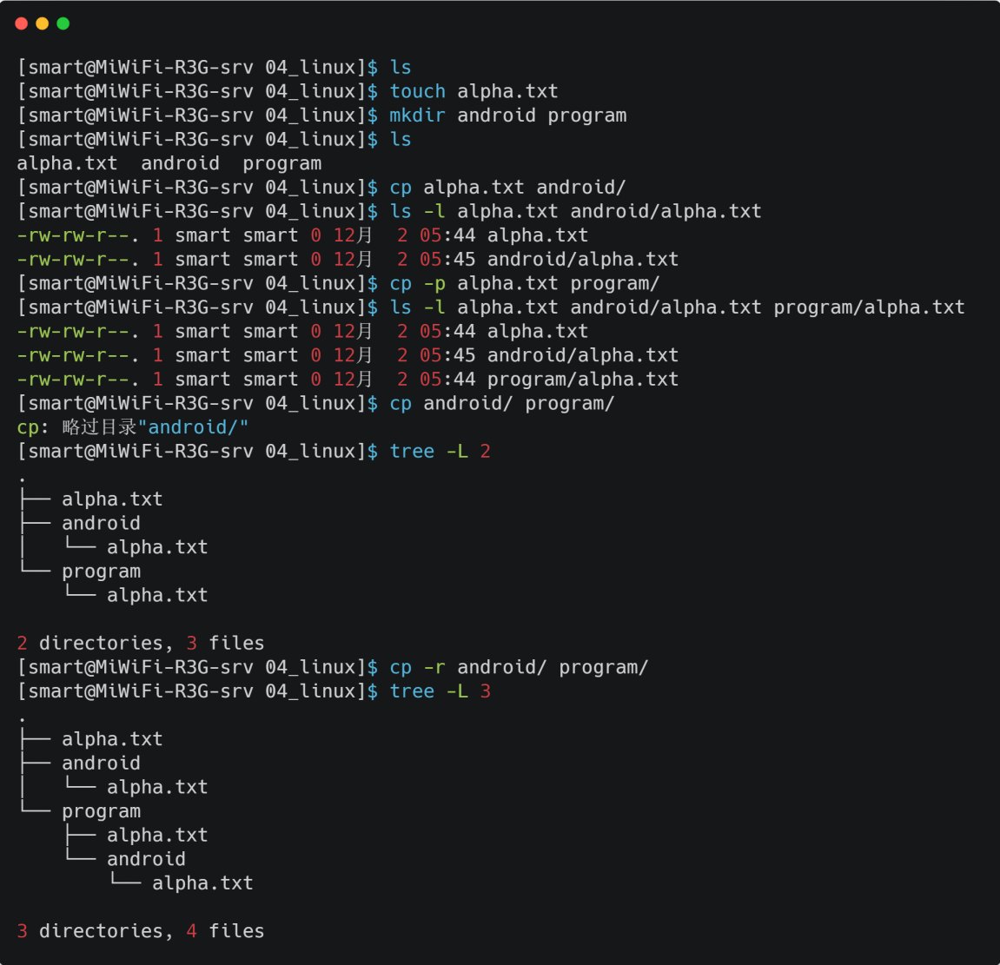 [smart@MiWiFi-R3G-srv 04_linux]$ ls
[smart@MiWiFi-R3G-srv 04_linux]$ touch alpha.txt
[smart@MiWiFi-R3G-srv 04_linux]$ mkdir android program
[smart@MiWiFi-R3G-srv 04_linux]$ ls
alpha.txt  android  program
[smart@MiWiFi-R3G-srv 04_linux]$ cp alpha.txt android/
[smart@MiWiFi-R3G-srv 04_linux]$ ls -l alpha.txt android/alpha.txt
-rw-rw-r--. 1 smart smart 0 12月  2 05:44 alpha.txt
-rw-rw-r--. 1 smart smart 0 12月  2 05:45 android/alpha.txt
[smart@MiWiFi-R3G-srv 04_linux]$ cp -p alpha.txt program/
[smart@MiWiFi-R3G-srv 04_linux]$ ls -l alpha.txt android/alpha.txt program/alpha.txt
-rw-rw-r--. 1 smart smart 0 12月  2 05:44 alpha.txt
-rw-rw-r--. 1 smart smart 0 12月  2 05:45 android/alpha.txt
-rw-rw-r--. 1 smart smart 0 12月  2 05:44 program/alpha.txt
[smart@MiWiFi-R3G-srv 04_linux]$ cp android/ program/
cp: 略过目录"android/"
[smart@MiWiFi-R3G-srv 04_linux]$ tree -L 2
.
├── alpha.txt
├── android
│   └── alpha.txt
└── program
    └── alpha.txt
2 directories, 3 files
[smart@MiWiFi-R3G-srv 04_linux]$ cp -r android/ program/
[smart@MiWiFi-R3G-srv 04_linux]$ tree -L 3
.
├── alpha.txt
├── android
│   └── alpha.txt
└── program
    ├── alpha.txt
    └── android
        └── alpha.txt
3 directories, 4 files